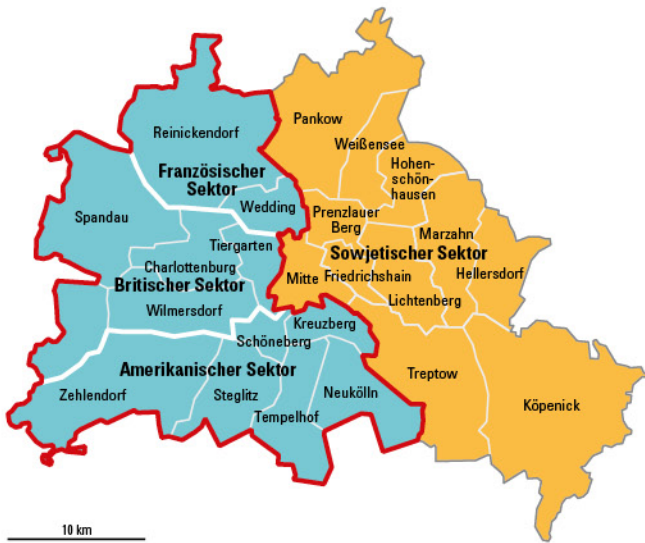 Pankow
Reinickendorf
Weißensee
Hohen-
schön-
hausen
Französischer
Sektor
Wedding
Spandau
Prenzlauer
Berg
Marzahn
Tiergarten
Sowjetischer Sektor
Charlottenburg
Mitte
Friedrichshain
Hellersdorf
Britischer Sektor
Lichtenberg
Wilmersdorf
Kreuzberg
Schöneberg
Amerikanischer Sektor
Treptow
Zehlendorf
Steglitz
Neukölln
Köpenick
Tempelhof
10 km